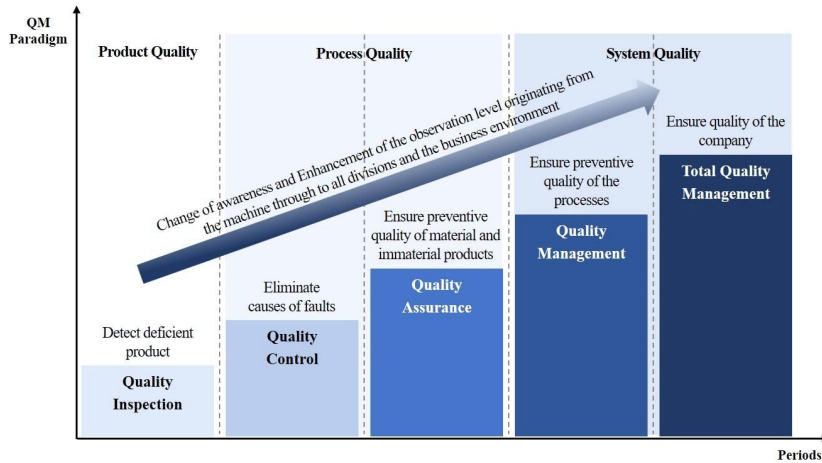 QM
Paradigm
Product Quality
Process Quality
System Quality
Change of awareness and Enhancement of the observation level originating from
the machine through to all divisions and the business environment
Detect deficient
product
Quality
Inspection
Eliminate
causes of faults
Quality
Control
Ensure preventive
quality of material and
immaterial products
Quality
Assurance
Ensure preventive
quality of the
processes
Quality
Management
Ensure quality of the
company
Total Quality
Management
Periods